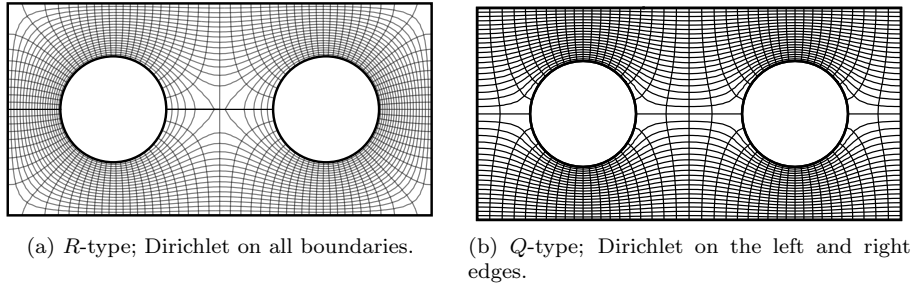 (a) R-type; Dirichlet on all boundaries.
(b) Q-type; Dirichlet on the left and right
edges.